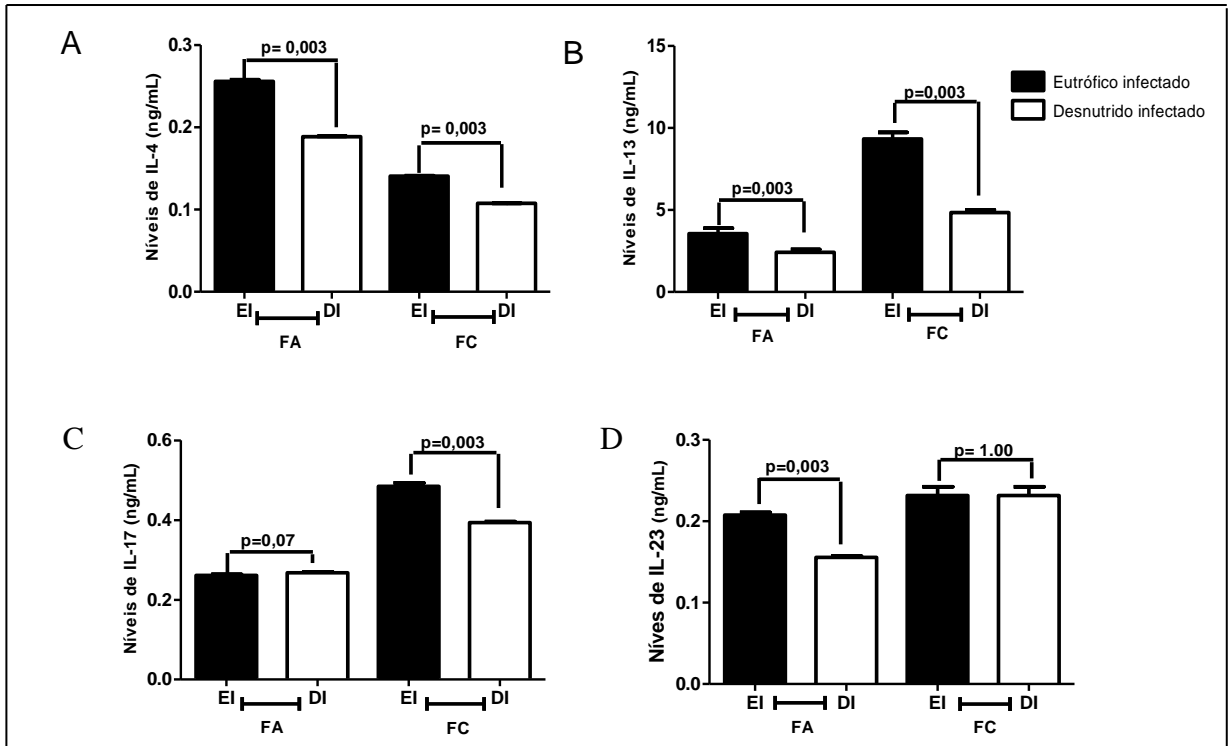 A
Níveis de IL-4 (ng/mL)
0.3
0.2
0.1
0.0
p= 0,003
p= 0,003
EI DI
EI DI
FA
FC
B
Níveis de IL-13 (ng/mL)
15
10
5
0
p=0,003
p=0,003
EI DI
EI DI
FA
FC
Eutrófico infectado
Desnutrido infectado
C
Níveis de IL-17 (ng/mL)
0.6
0.4
0.2
0.0
p=0,07
p=0,003
EI DI
EI DI
FA
FC
D
Níves de IL-23 (ng/mL)
0.3
0.2
0.1
0.0
p=0,003
p= 1.00
EI DI
EI DI
FA
FC